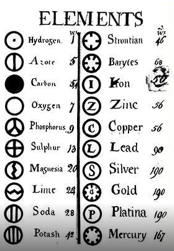 ELEMENTS
Hydrogen. 1
Azote 5
Carbon 54
Oxygen 7
Phosphorus 9
Sulphur 13
Magnesia 20
Lime 24
Soda 28
Potash 42
Strontian 46
Barytes 68
I Iron 50
Z Zinc 56
C Copper 56
L Lead 90
S Silver 190
G Gold 190
P Platina 190
Mercury 167